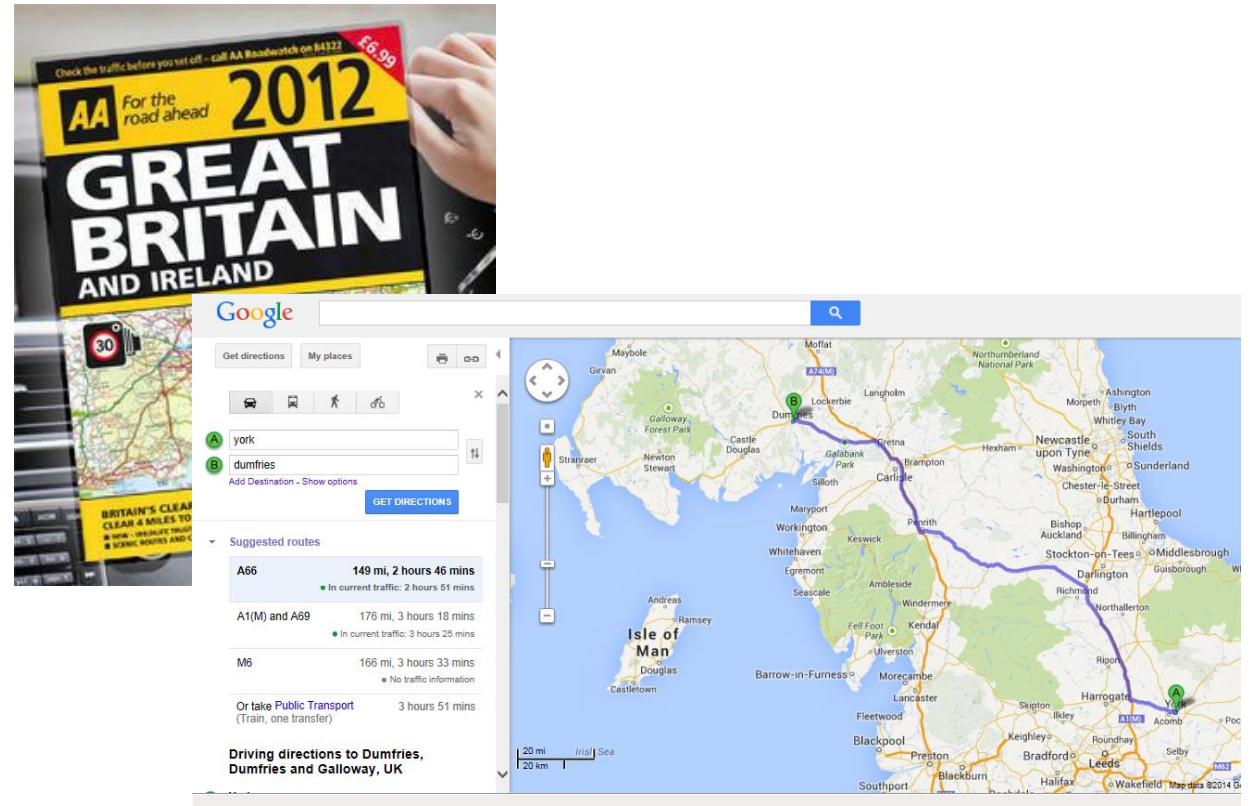 Check the traffic before you set off – call AA Roadwatch on 84322
£6.99
AA
For the
road ahead
2012
GREAT
BRITAIN
AND IRELAND
30
BRITAIN'S CLEAR
CLEAR 4 MILES TO
Google
Get directions
My places
A
york
B
dumfries
Add Destination - Show options
GET DIRECTIONS
Suggested routes
A66
149 mi, 2 hours 46 mins
In current traffic: 2 hours 51 mins
A1(M) and A69
176 mi, 3 hours 18 mins
In current traffic: 3 hours 25 mins
M6
166 mi, 3 hours 33 mins
No traffic information
Or take Public Transport
3 hours 51 mins
(Train, one transfer)
Driving directions to Dumfries,
Dumfries and Galloway, UK
Maybole
Moffat
Girvan
A74(M)
Northumberland
National Park
Langholm
Ashington
Morpeth
Blyth
Whitley Bay
B
Lockerbie
Dumfries
Galloway
Forest Park
Castle
Douglas
Galabank
Park
Gretna
Hexham
Newcastle
upon Tyne
South
Shields
Stranraer
Newton
Stewart
Brampton
Carlisle
Washington
Sunderland
Silloth
Chester-le-Street
Durham
Maryport
Hartlepool
Workington
Penrith
Bishop
Auckland
Billingham
Keswick
Whitehaven
Stockton-on-Tees
Middlesbrough
Egremont
Darlington
Guisborough
Ambleside
Richmond
Seascale
Windermere
Northallerton
Andreas
Ramsey
Fell Foot
Park
Kendal
Isle of
Man
Ulverston
Ripon
Douglas
Barrow-in-Furness
Morecambe
Castletown
Harrogate
A
York
Lancaster
Skipton
A1(M)
Acomb
Poc
Fleetwood
Ilkley
Blackpool
Keighley
Roundhay
Preston
Bradford
Leeds
Selby
20 mi
Irish Sea
20 km
Blackburn
Halifax
M62
Southport
Wakefield
Map data ©2014 G